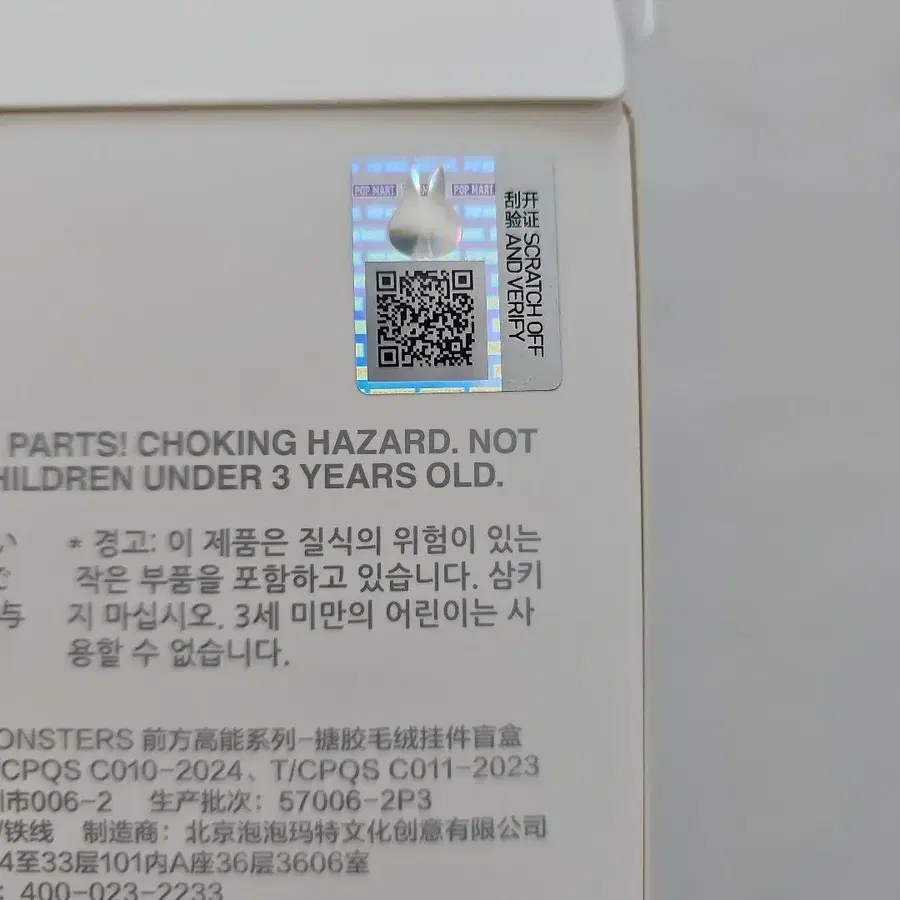 POP MART
POP MART
刮开
验证
SCRATCH OFF
AND VERIFY
PARTS! CHOKING HAZARD. NOT
HILDREN UNDER 3 YEARS OLD.
い
* 경고: 이 제품은 질식의 위험이 있는
작은 부품을 포함하고 있습니다. 삼키
지 마십시오, 3세 미만의 어린이는 사
용할 수 없습니다.
で
与
ONSTERS 前方高能系列-搪胶毛绒挂件盲盒
/CPQS C010-2024、T/CPQS C011-2023
市006-2 生产批次：57006-2P3
/铁线 制造商：北京泡泡玛特文化创意有限公司
4至33层101内A座36层3606室
: 400-023-2233